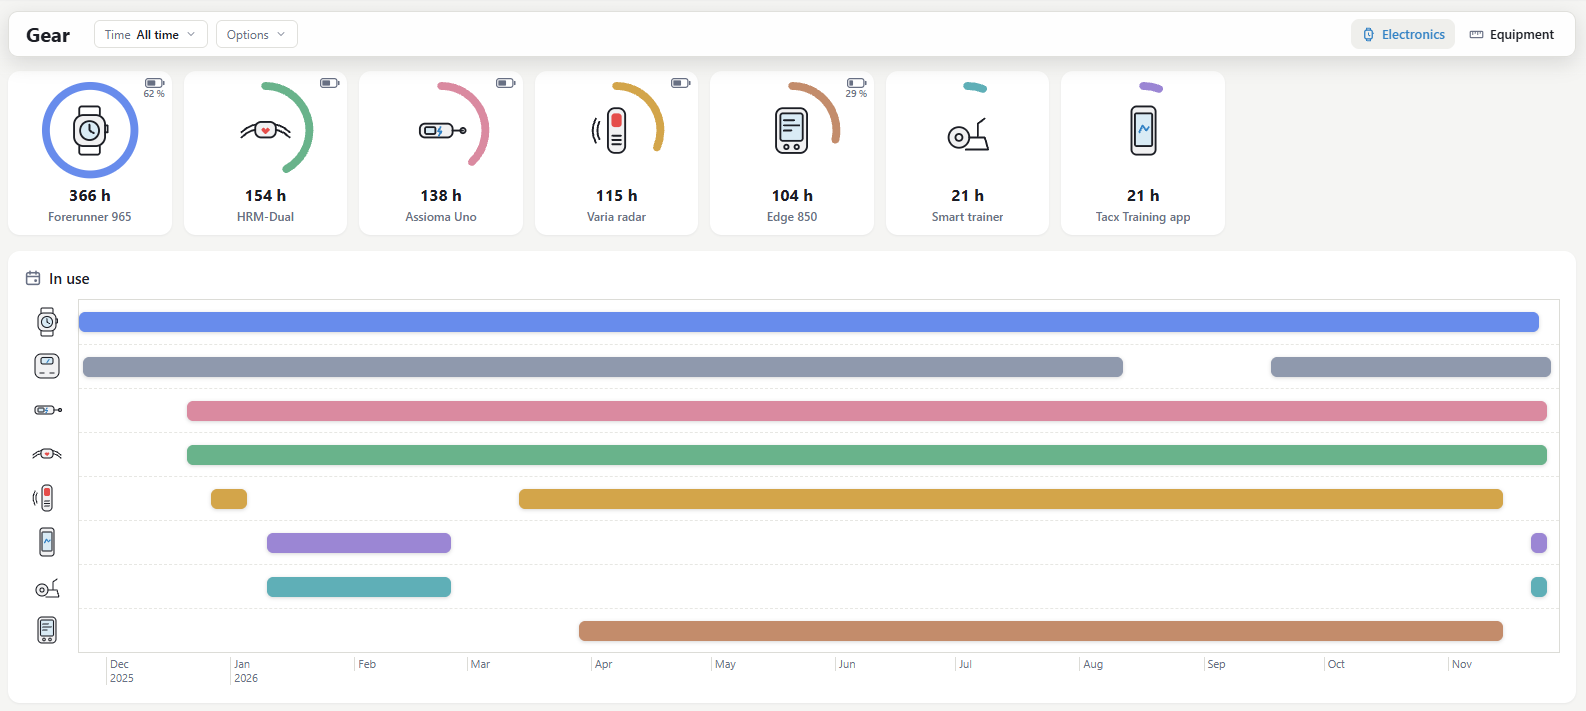 Gear
Time All time
Options
Electronics
Equipment
62 %
366 h
Forerunner 965
154 h
HRM-Dual
138 h
Assioma Uno
115 h
Varia radar
29 %
104 h
Edge 850
21 h
Smart trainer
21 h
Tacx Training app
In use
Dec
2025
Jan
2026
Feb
Mar
Apr
May
Jun
Jul
Aug
Sep
Oct
Nov